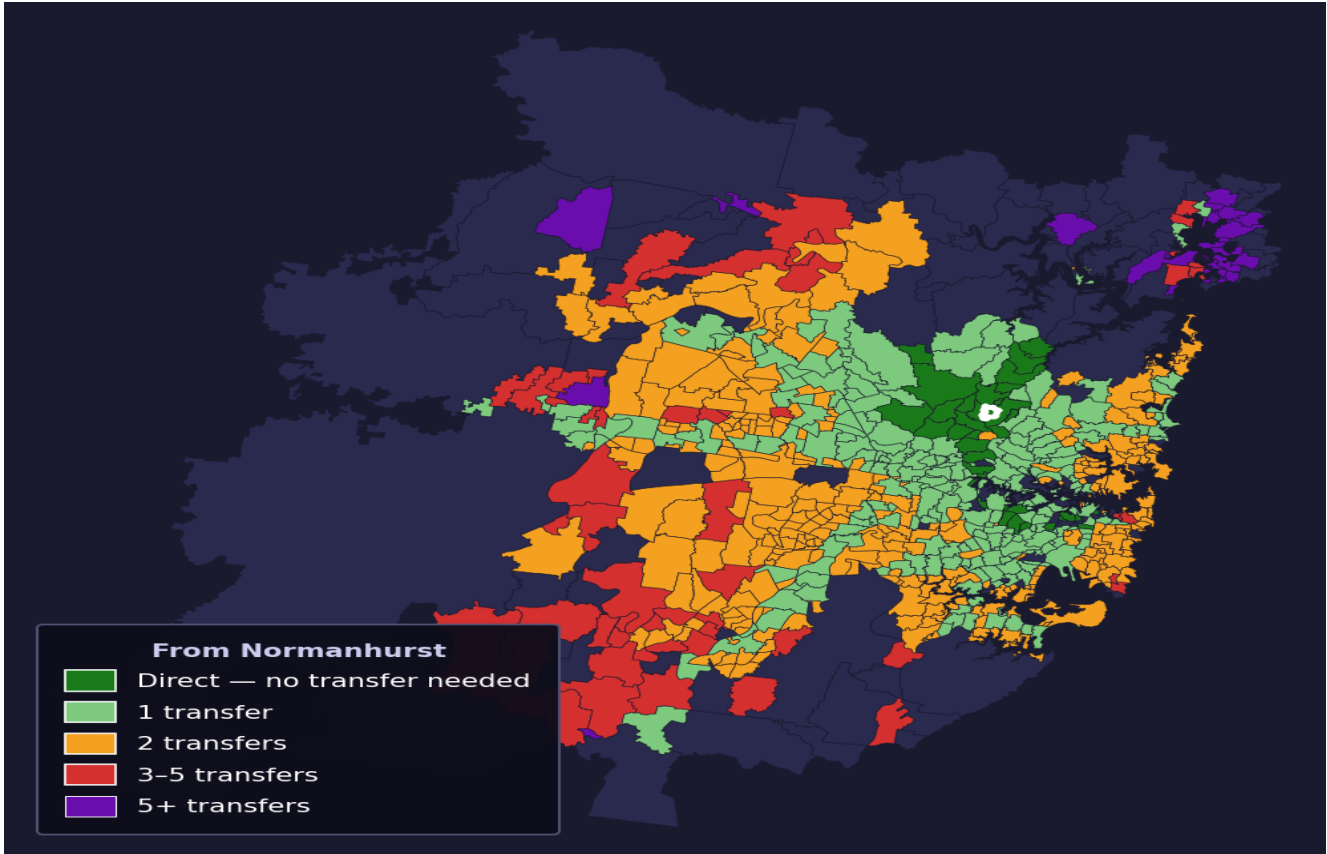 From Normanhurst
Direct — no transfer needed
1 transfer
2 transfers
3–5 transfers
5+ transfers